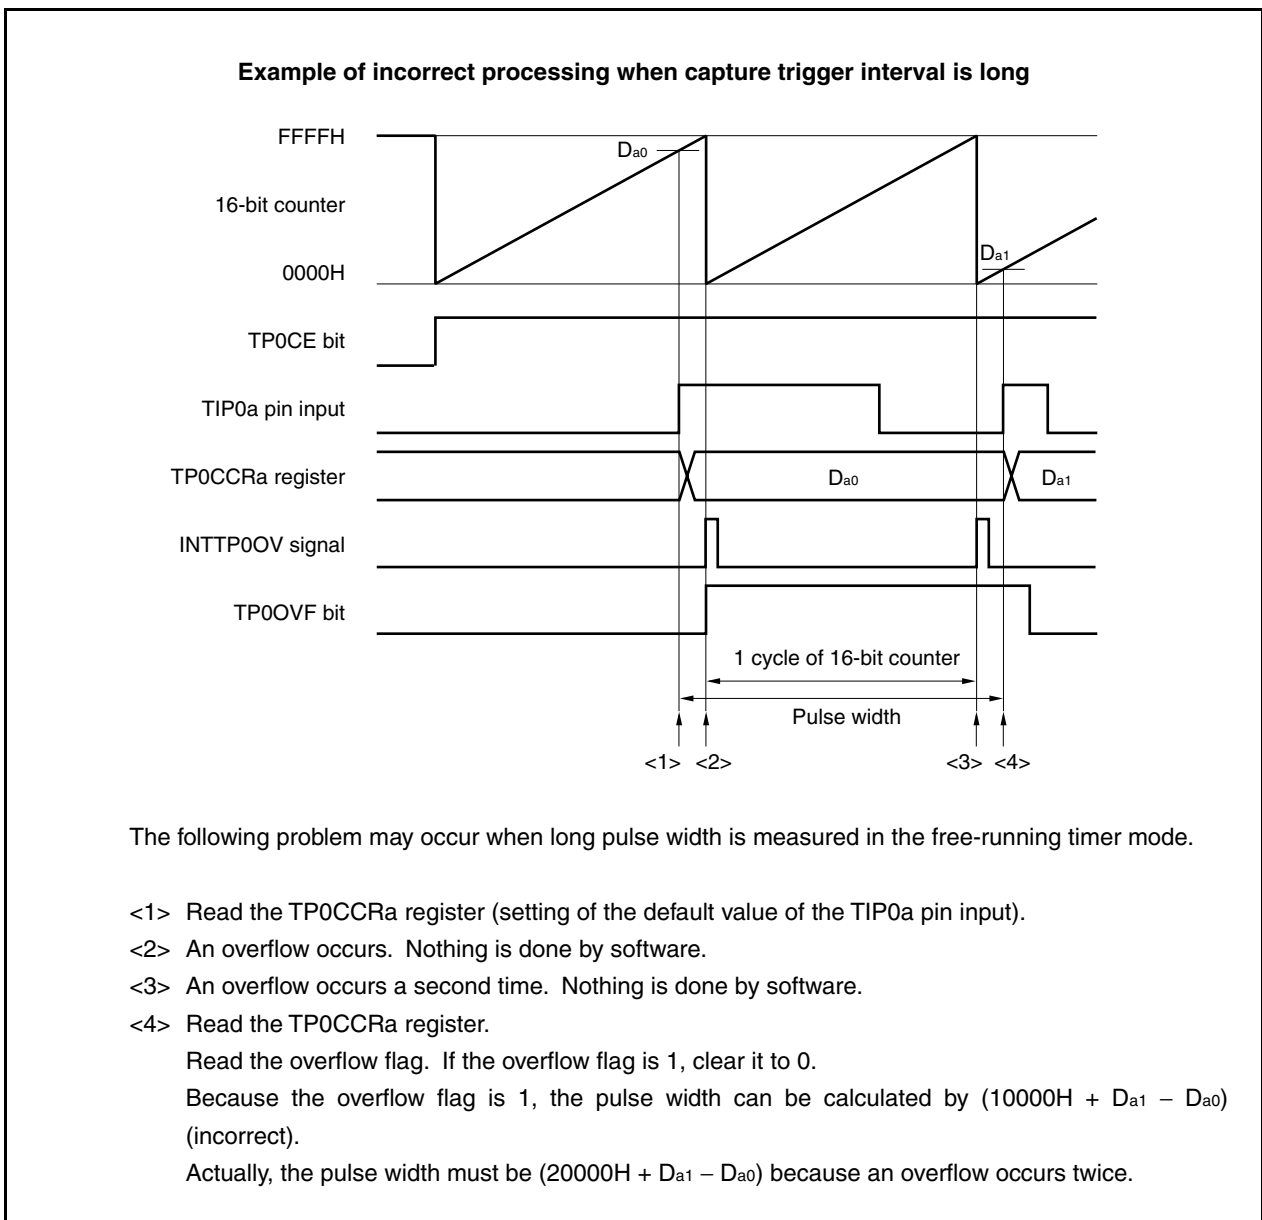 Example of incorrect processing when capture trigger interval is long
FFFFH
Da0
16-bit counter
Da1
0000H
TP0CE bit
TIP0a pin input
TP0CCRa register
Da0
Da1
INTTP0OV signal
TP0OVF bit
1 cycle of 16-bit counter
Pulse width
<1> <2> <3> <4>
The following problem may occur when long pulse width is measured in the free-running timer mode.
<1> Read the TP0CCRa register (setting of the default value of the TIP0a pin input).
<2> An overflow occurs. Nothing is done by software.
<3> An overflow occurs a second time. Nothing is done by software.
<4> Read the TP0CCRa register.
Read the overflow flag. If the overflow flag is 1, clear it to 0.
Because the overflow flag is 1, the pulse width can be calculated by (10000H + Da1 – Da0)
(incorrect).
Actually, the pulse width must be (20000H + Da1 – Da0) because an overflow occurs twice.